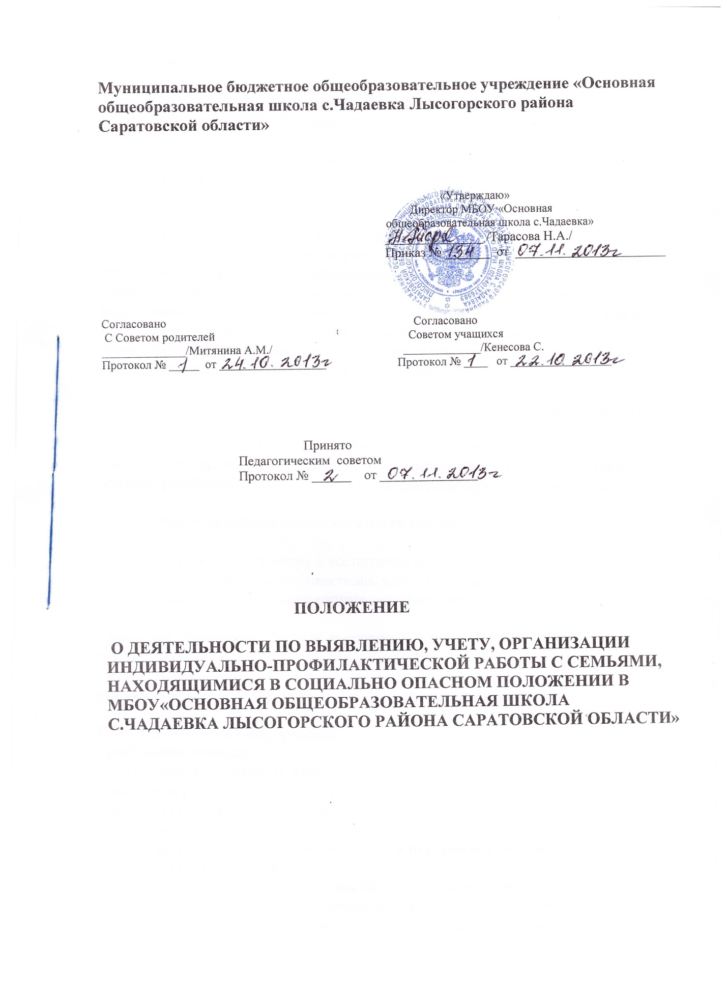 Муниципальное бюджетное общеобразовательное учреждение «Основная
общеобразовательная школа с.Чадаевка Лысогорского района
Саратовской области»
«Утверждаю»
Директор МБОУ «Основная
общеобразовательная школа с.Чадаевка»
/Тарасова Н.А./
Приказ № 134 от 07.11.2013г
Согласовано
С Советом родителей
______________/Митянина А.М./
Протокол № 1 от 24.10.2013г
Согласовано
Советом учащихся
_____________/Кенесова С.
Протокол № 1 от 22.10.2013г
Принято
Педагогическим советом
Протокол № 2 от 07.11.2013г
ПОЛОЖЕНИЕ
О ДЕЯТЕЛЬНОСТИ ПО ВЫЯВЛЕНИЮ, УЧЕТУ, ОРГАНИЗАЦИИ
ИНДИВИДУАЛЬНО-ПРОФИЛАКТИЧЕСКОЙ РАБОТЫ С СЕМЬЯМИ,
НАХОДЯЩИМИСЯ В СОЦИАЛЬНО ОПАСНОМ ПОЛОЖЕНИИ В
МБОУ«ОСНОВНАЯ ОБЩЕОБРАЗОВАТЕЛЬНАЯ ШКОЛА
С.ЧАДАЕВКА ЛЫСОГОРСКОГО РАЙОНА САРАТОВСКОЙ ОБЛАСТИ»